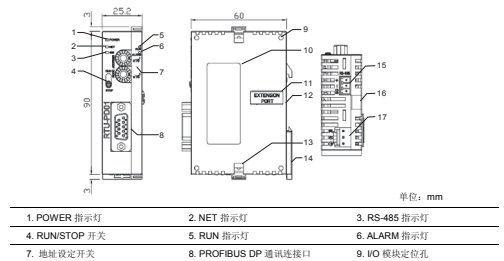 25.2
60
3
90
3
1
2
3
4
5
6
7
8
9
10
11
12
13
14
15
16
17
POWER
RTU-PD01
EXTENSION
PORT
RS-485
单位：mm
1. POWER 指示灯 2. NET 指示灯 3. RS-485 指示灯
4. RUN/STOP 开关 5. RUN 指示灯 6. ALARM 指示灯
7. 地址设定开关 8. PROFIBUS DP 通讯连接口 9. I/O 模块定位孔